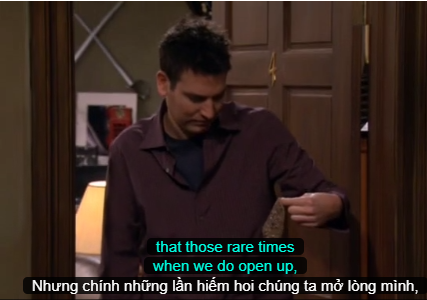 that those rare times
when we do open up,
Nhưng chính những lần hiếm hoi chúng ta mở lòng mình,